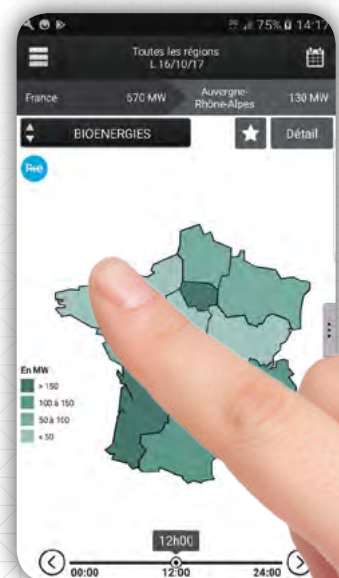 75% 14:17
Toutes les régions
L 16/10/17
France 570 MW Auvergne-Rhône-Alpes 130 MW
BIOENERGIES
Détail
Rte
En MW
> 150
100 à 150
50 à 100
< 50
12h00
00:00 12:00 24:00